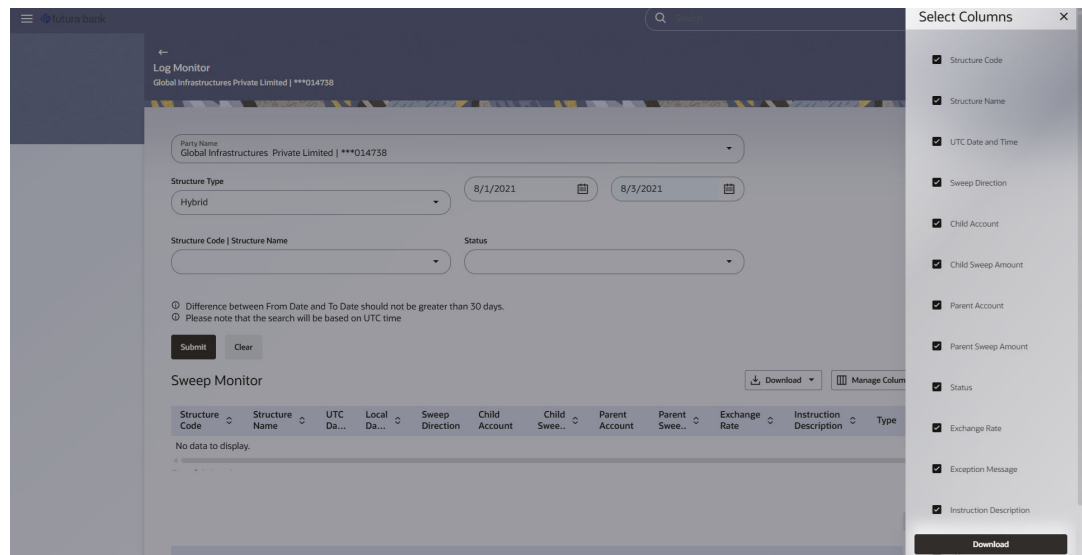 futura bank
Search
←
Log Monitor
Global Infrastructures Private Limited | ***014738
Party Name
Global Infrastructures Private Limited | ***014738
Structure Type
Hybrid
8/1/2021
8/3/2021
Structure Code | Structure Name
Status
Difference between From Date and To Date should not be greater than 30 days.
Please note that the search will be based on UTC time
Submit
Clear
Sweep Monitor
Download
Manage Colum
Structure Code
Structure Name
UTC Da...
Local Da...
Sweep Direction
Child Account
Child Swee..
Parent Account
Parent Swee..
Exchange Rate
Instruction Description
Type
No data to display.
Select Columns
Structure Code
Structure Name
UTC Date and Time
Sweep Direction
Child Account
Child Sweep Amount
Parent Account
Parent Sweep Amount
Status
Exchange Rate
Exception Message
Instruction Description
Download